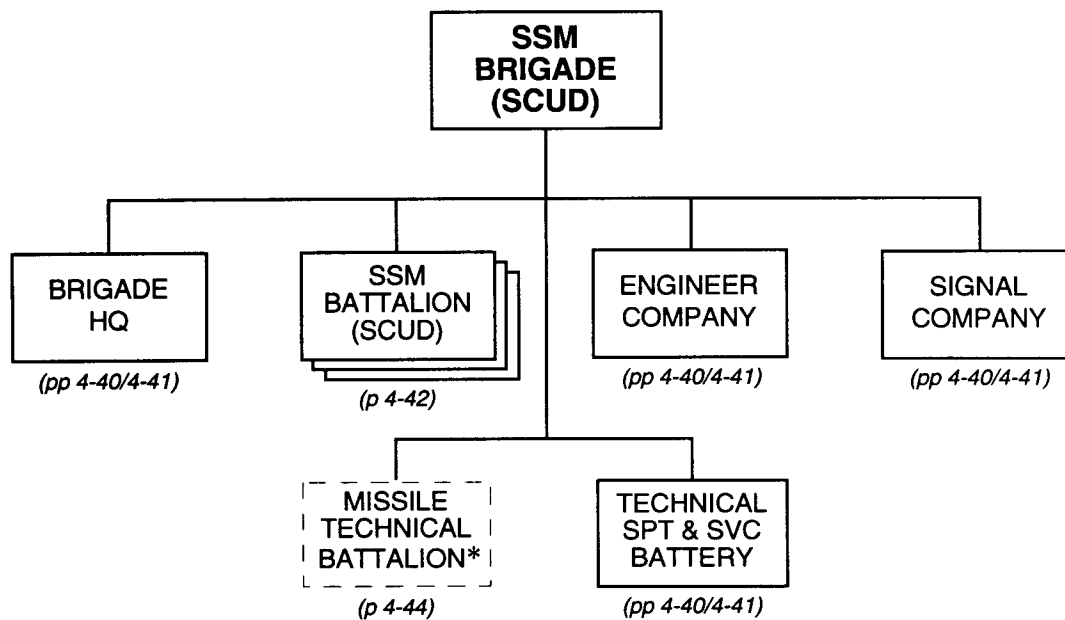 SSM
BRIGADE
(SCUD)
BRIGADE
HQ
(pp 4-40/4-41)
SSM
BATTALION
(SCUD)
(p 4-42)
ENGINEER
COMPANY
(pp 4-40/4-41)
SIGNAL
COMPANY
(pp 4-40/4-41)
MISSILE
TECHNICAL
BATTALION*
(p 4-44)
TECHNICAL
SPT & SVC
BATTERY
(pp 4-40/4-41)